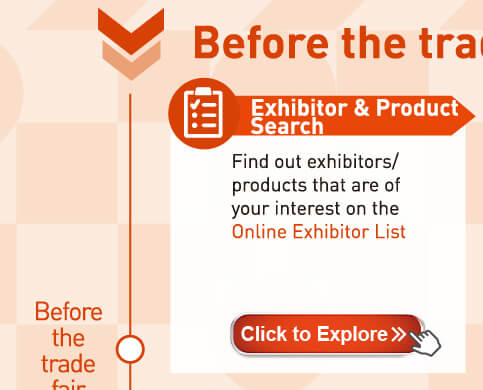 Before the tra
Exhibitor & Product
Search
Find out exhibitors/
products that are of
your interest on the
Online Exhibitor List
Click to Explore»
Before
the
trade
fair